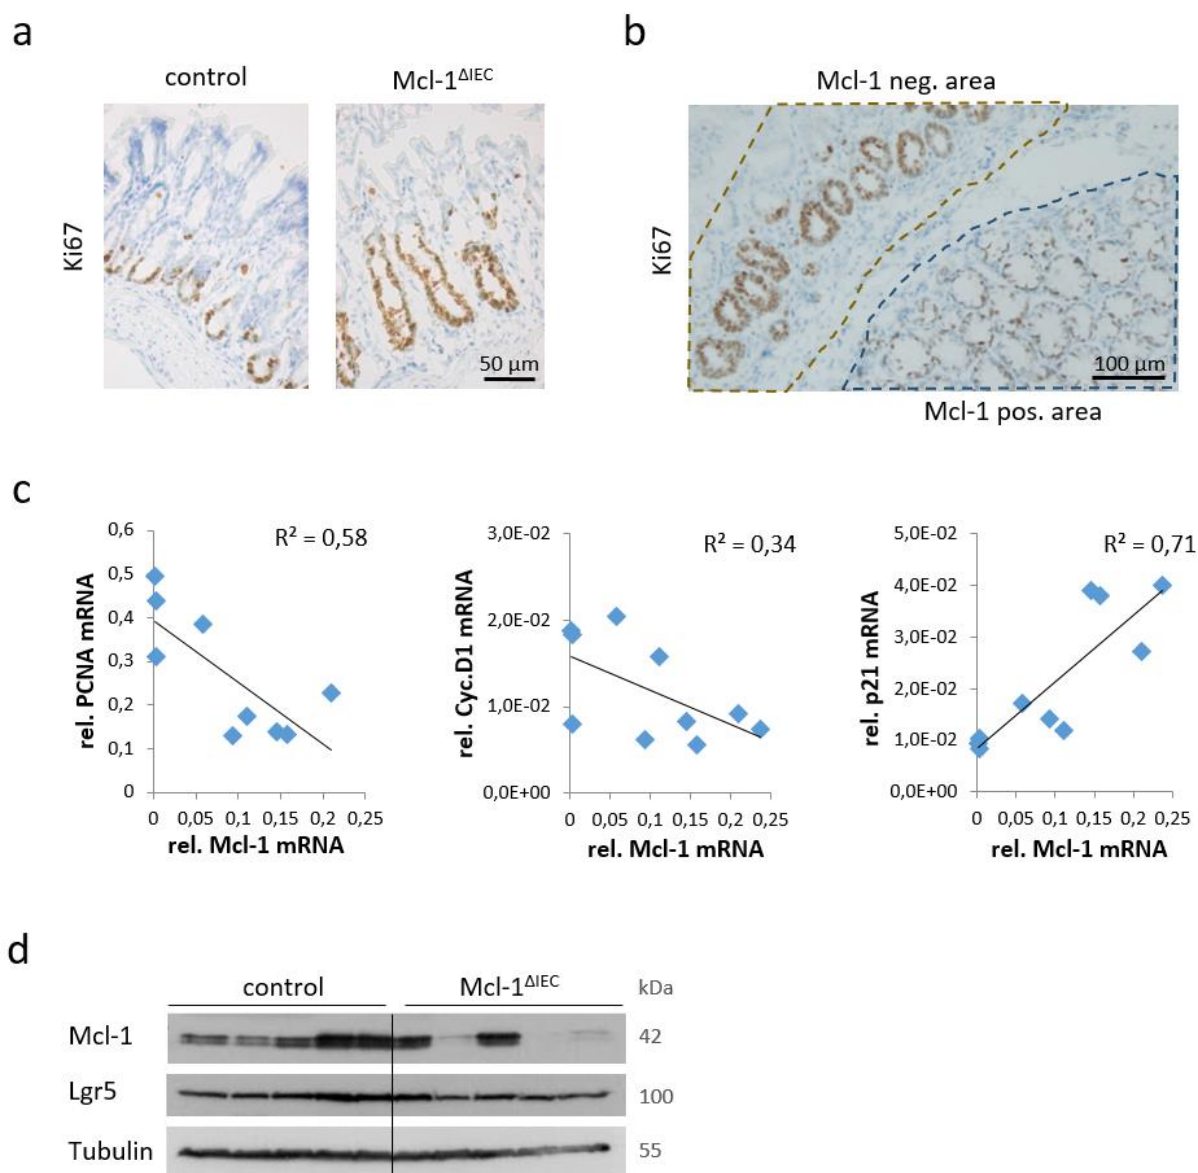 a
control
Mcl-1ΔIEC
Ki67
50 µm
b
Mcl-1 neg. area
Ki67
100 µm
Mcl-1 pos. area
c
R² = 0,58
rel. PCNA mRNA
0,6
0,5
0,4
0,3
0,2
0,1
0
0 0,05 0,1 0,15 0,2 0,25
rel. Mcl-1 mRNA
R² = 0,34
rel. Cyc.D1 mRNA
3,0E-02
2,0E-02
1,0E-02
0,0E+00
0 0,05 0,1 0,15 0,2 0,25
rel. Mcl-1 mRNA
R² = 0,71
rel. p21 mRNA
5,0E-02
4,0E-02
3,0E-02
2,0E-02
1,0E-02
0,0E+00
0 0,05 0,1 0,15 0,2 0,25
rel. Mcl-1 mRNA
d
control Mcl-1ΔIEC kDa
Mcl-1 42
Lgr5 100
Tubulin 55